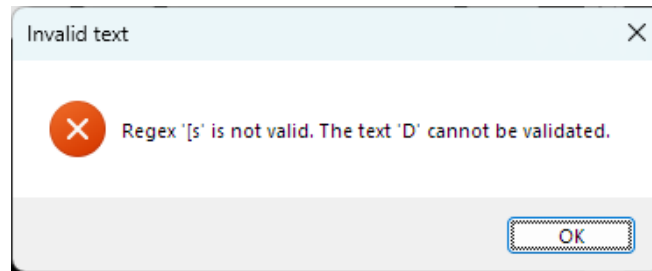 Invalid text
Regex '[s' is not valid. The text 'D' cannot be validated.
OK